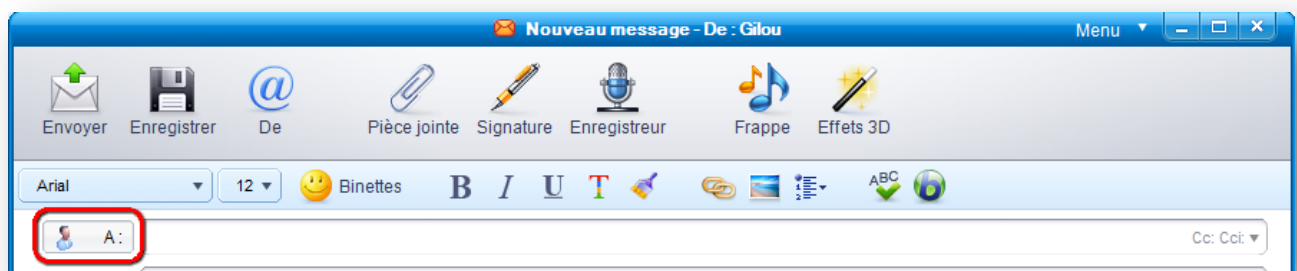 Nouveau message - De : Gilou Menu
Envoyer Enregistrer De Pièce jointe Signature Enregistreur Frappe Effets 3D
Arial 12 Binettes B I U T ABC b
A : Cc: Cci: